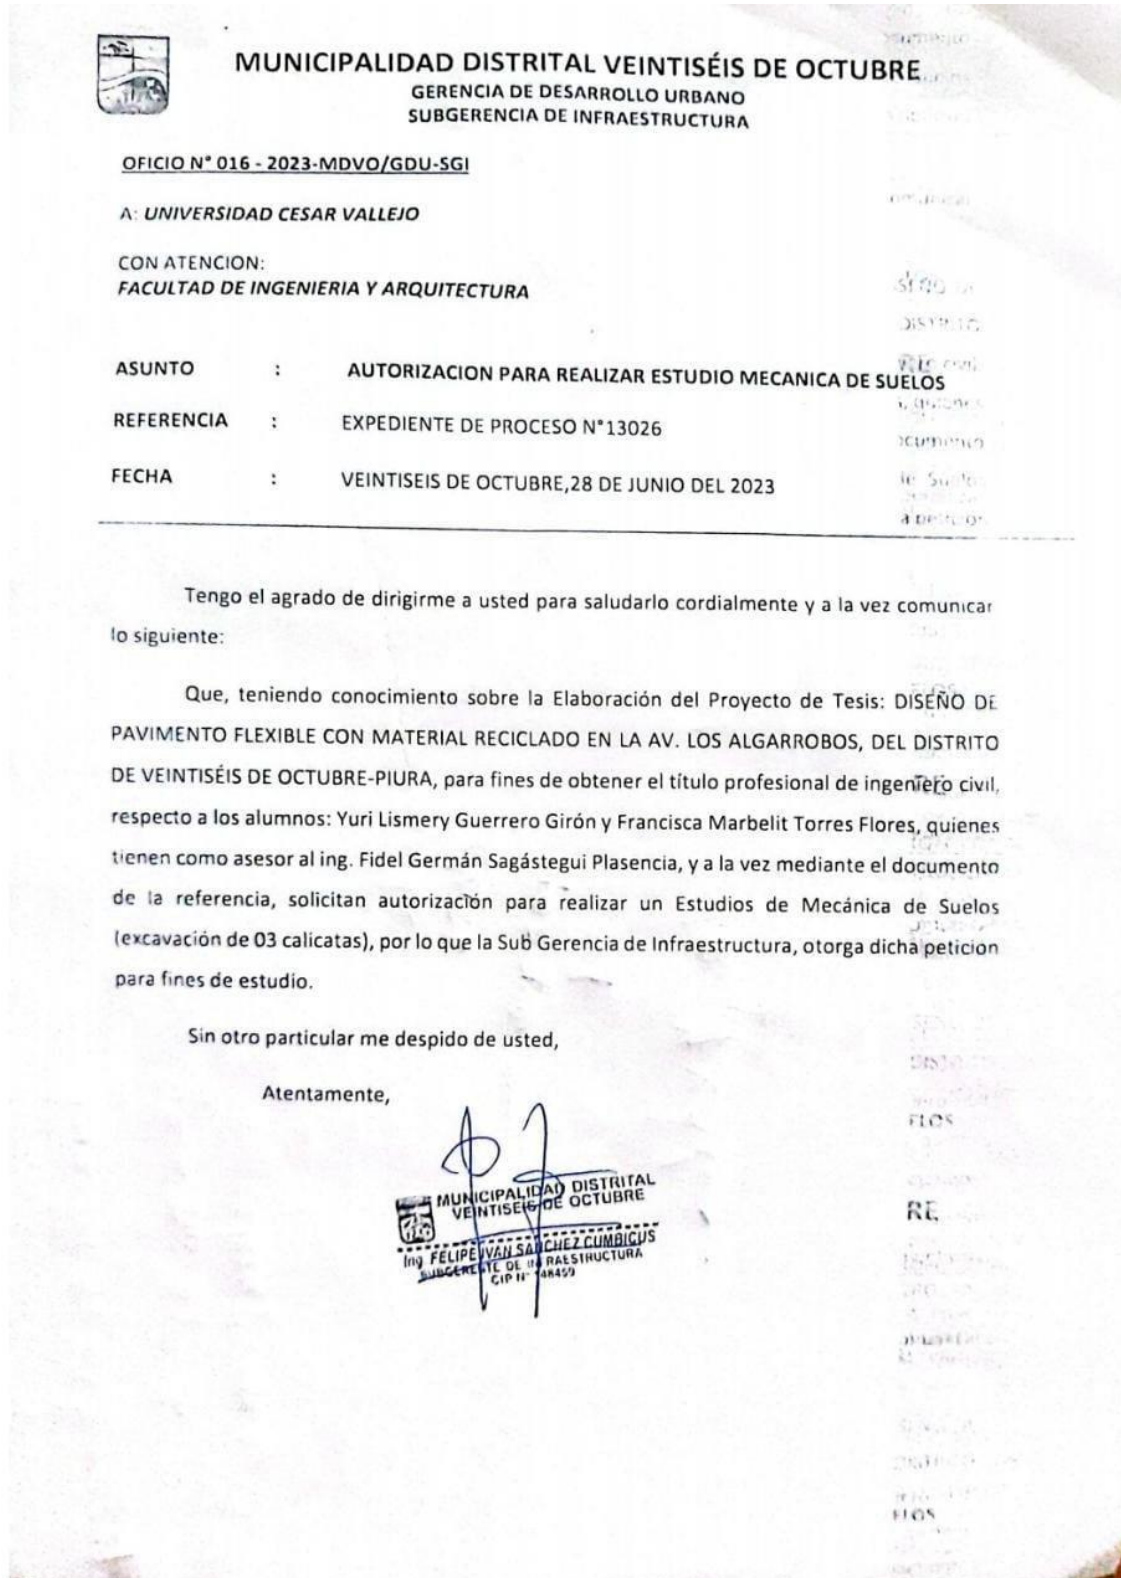 MUNICIPALIDAD DISTRITAL VEINTISÉIS DE OCTUBRE
GERENCIA DE DESARROLLO URBANO
SUBGERENCIA DE INFRAESTRUCTURA
OFICIO N° 016 - 2023-MDVO/GDU-SGI
A: UNIVERSIDAD CESAR VALLEJO
CON ATENCION:
FACULTAD DE INGENIERIA Y ARQUITECTURA
ASUNTO : AUTORIZACION PARA REALIZAR ESTUDIO MECANICA DE SUELOS
REFERENCIA : EXPEDIENTE DE PROCESO N°13026
FECHA : VEINTISEIS DE OCTUBRE,28 DE JUNIO DEL 2023
Tengo el agrado de dirigirme a usted para saludarlo cordialmente y a la vez comunicar
lo siguiente:
Que, teniendo conocimiento sobre la Elaboración del Proyecto de Tesis: DISEÑO DE
PAVIMENTO FLEXIBLE CON MATERIAL RECICLADO EN LA AV. LOS ALGARROBOS, DEL DISTRITO
DE VEINTISÉIS DE OCTUBRE-PIURA, para fines de obtener el título profesional de ingeniero civil,
respecto a los alumnos: Yuri Lismery Guerrero Girón y Francisca Marbelit Torres Flores, quienes
tienen como asesor al ing. Fidel Germán Sagástegui Plasencia, y a la vez mediante el documento
de la referencia, solicitan autorización para realizar un Estudios de Mecánica de Suelos
(excavación de 03 calicatas), por lo que la Sub Gerencia de Infraestructura, otorga dicha peticion
para fines de estudio.
Sin otro particular me despido de usted,
Atentamente,
MUNICIPALIDAD DISTRITAL
VEINTISEIS DE OCTUBRE
Ing FELIPE IVAN SANCHEZ CUMBICUS
SUBGERENTE DE INFRAESTRUCTURA
CIP N° 148459